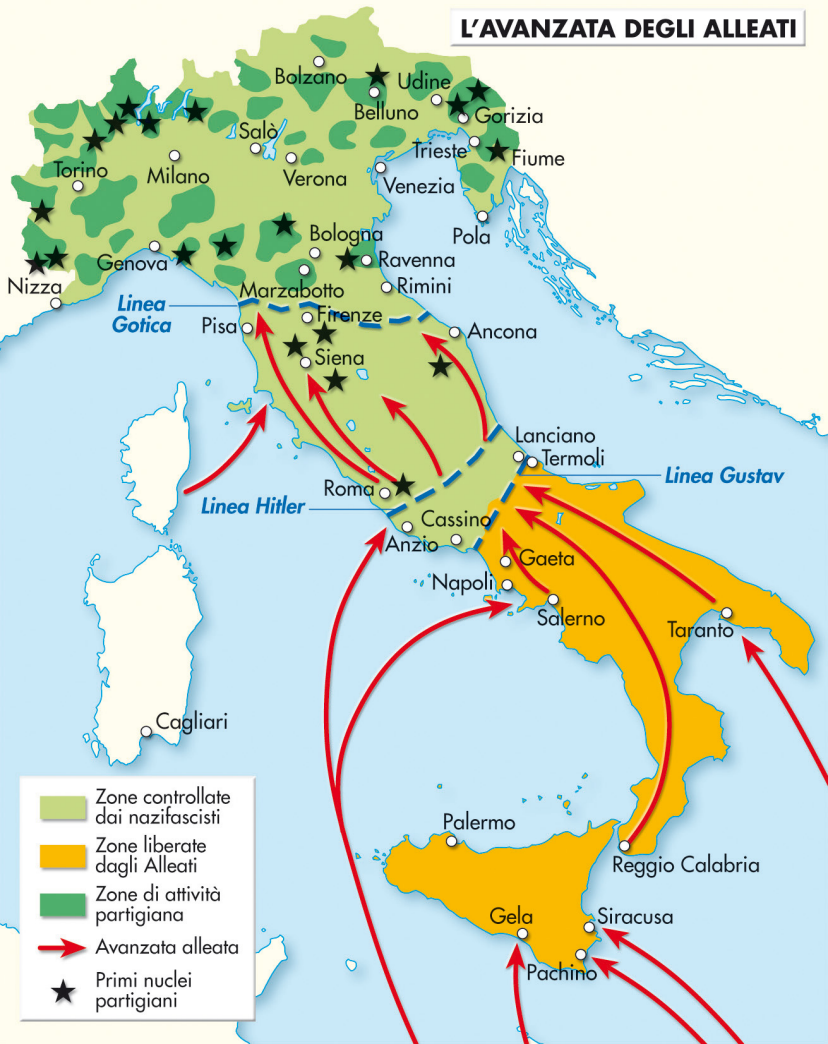 L'AVANZATA DEGLI ALLEATI
Bolzano
Udine
Belluno
Gorizia
Salò
Trieste
Fiume
Torino
Milano
Verona
Venezia
Pola
Bologna
Genova
Ravenna
Nizza
Marzabotto
Rimini
Linea
Gotica
Firenze
Pisa
Ancona
Siena
Lanciano
Termoli
Linea Gustav
Roma
Linea Hitler
Cassino
Anzio
Gaeta
Napoli
Salerno
Taranto
Cagliari
Zone controllate
dai nazifascisti
Zone liberate
dagli Alleati
Zone di attività
partigiana
Avanzata alleata
Primi nuclei
partigiani
Palermo
Reggio Calabria
Gela
Siracusa
Pachino